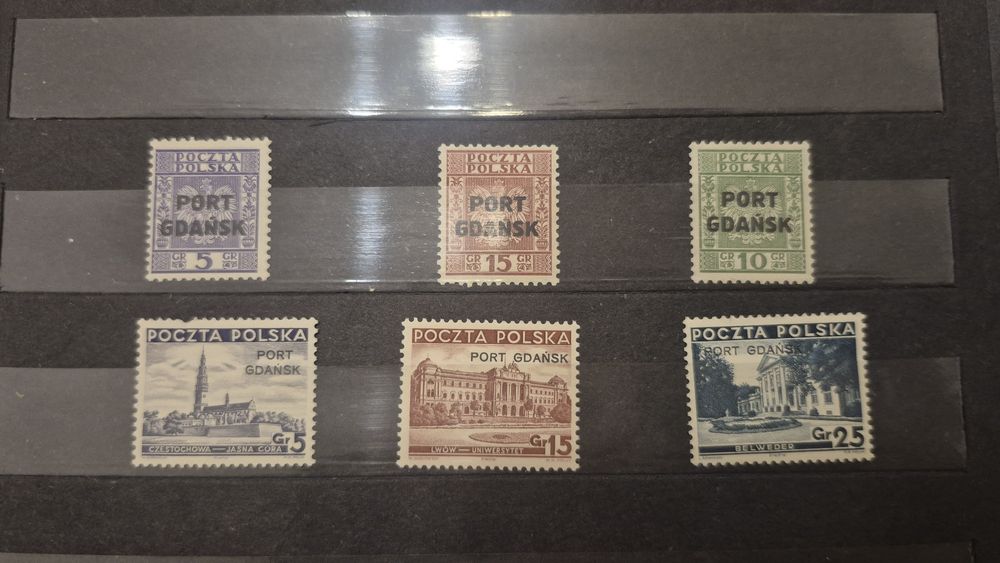 POCZTA
POLSKA
PORT
GDAŃSK
GR 5 GR
POCZTA
POLSKA
PORT
GDAŃSK
GR 15 GR
POCZTA
POLSKA
PORT
GDAŃSK
GR 10 GR
POCZTA POLSKA
PORT
GDAŃSK
Gr 5
CZĘSTOCHOWA — JASNA GÓRA
POCZTA POLSKA
PORT GDAŃSK
Gr 15
LWÓW — UNIWERSYTET
POCZTA POLSKA
PORT GDAŃSK
Gr 25
BELWEDER